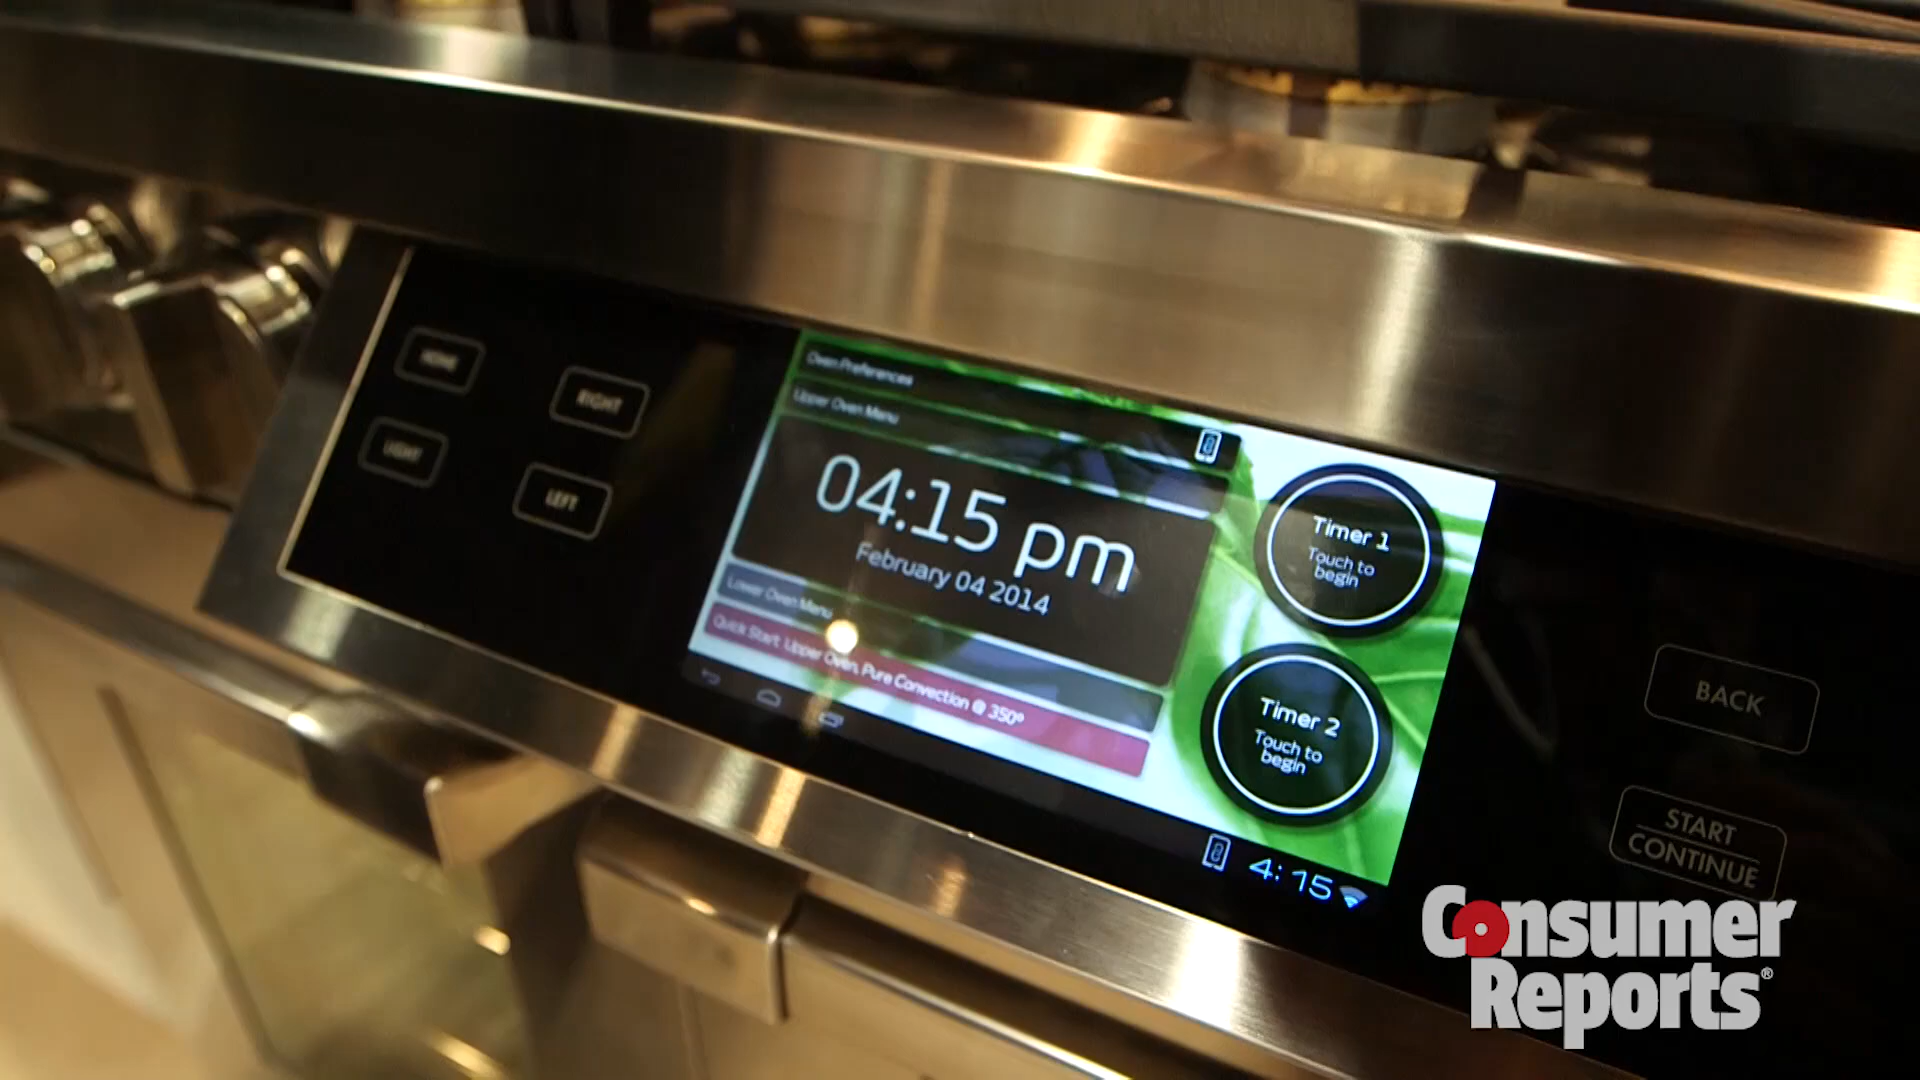 HOME
RIGHT
LIGHT
LEFT
Oven Preferences
Upper Oven Menu
04:15 pm
February 04 2014
Lower Oven Menu
Quick Start: Upper Oven, Pure Convection @ 350º
Timer 1
Touch to
begin
Timer 2
Touch to
begin
4:15
BACK
START
CONTINUE
Consumer
Reports®